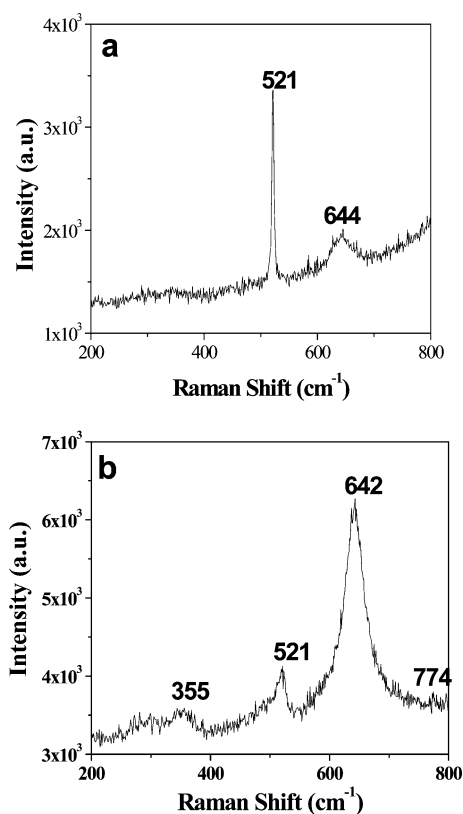 a
4x10³
521
3x10³
Intensity (a.u.)
644
2x10³
1x10³
200 400 600 800
Raman Shift (cm⁻¹)
b
7x10³
642
6x10³
Intensity (a.u.)
5x10³
521
774
4x10³
355
3x10³
200 400 600 800
Raman Shift (cm⁻¹)